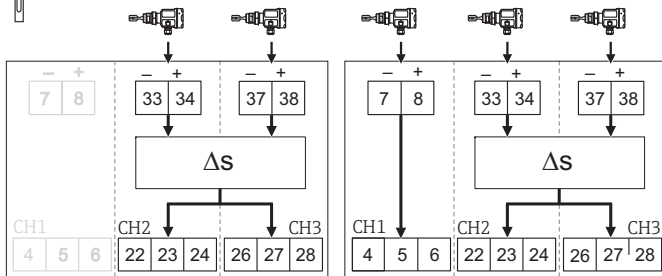 − + − + − + − + − +
7 8 33 34 37 38 7 8 33 34 37 38
Δs Δs
CH1 CH2 CH3 CH1 CH2 CH3
4 5 6 22 23 24 26 27 28 4 5 6 22 23 24 26 27 28